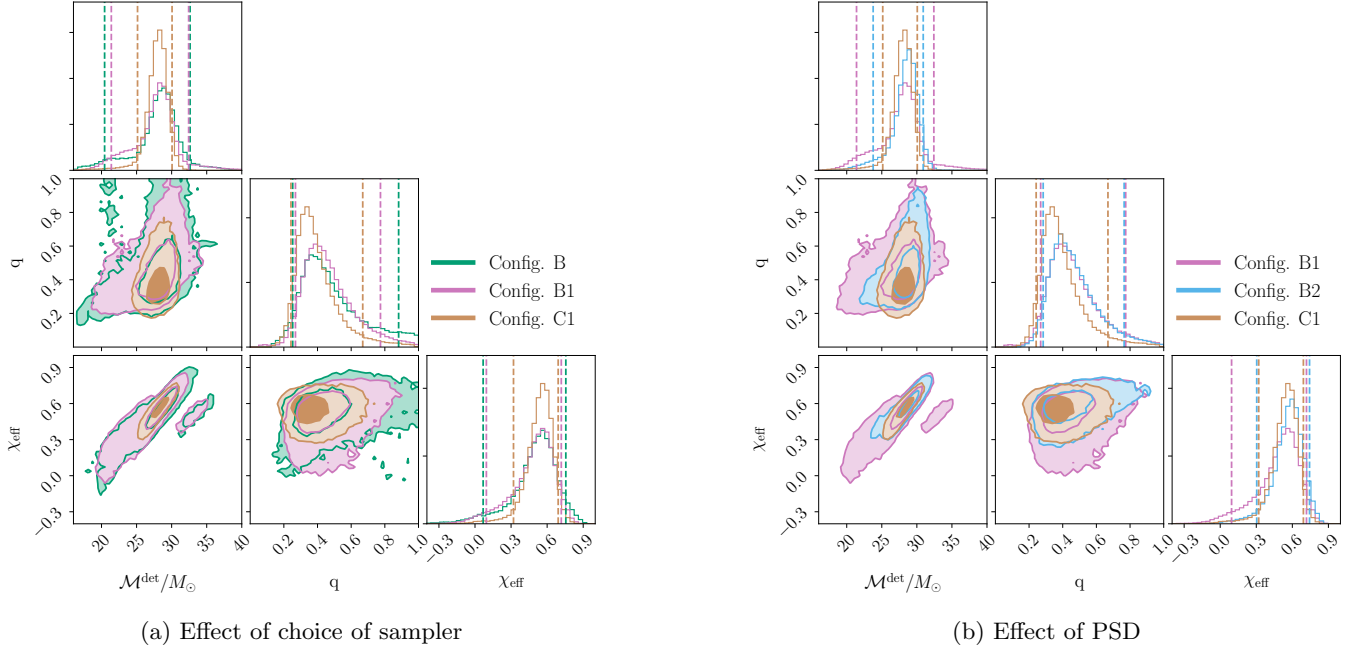 1.0
0.8
0.6
0.4
0.2
q
Config. B
Config. B1
Config. C1
0.9
0.6
0.3
0.0
−0.3
χeff
20 25 30 35 40 0.2 0.4 0.6 0.8 1.0 −0.3 0.0 0.3 0.6 0.9
ℳdet/M⊙ q χeff
(a) Effect of choice of sampler
1.0
0.8
0.6
0.4
0.2
q
Config. B1
Config. B2
Config. C1
0.9
0.6
0.3
0.0
−0.3
χeff
20 25 30 35 40 0.2 0.4 0.6 0.8 1.0 −0.3 0.0 0.3 0.6 0.9
ℳdet/M⊙ q χeff
(b) Effect of PSD